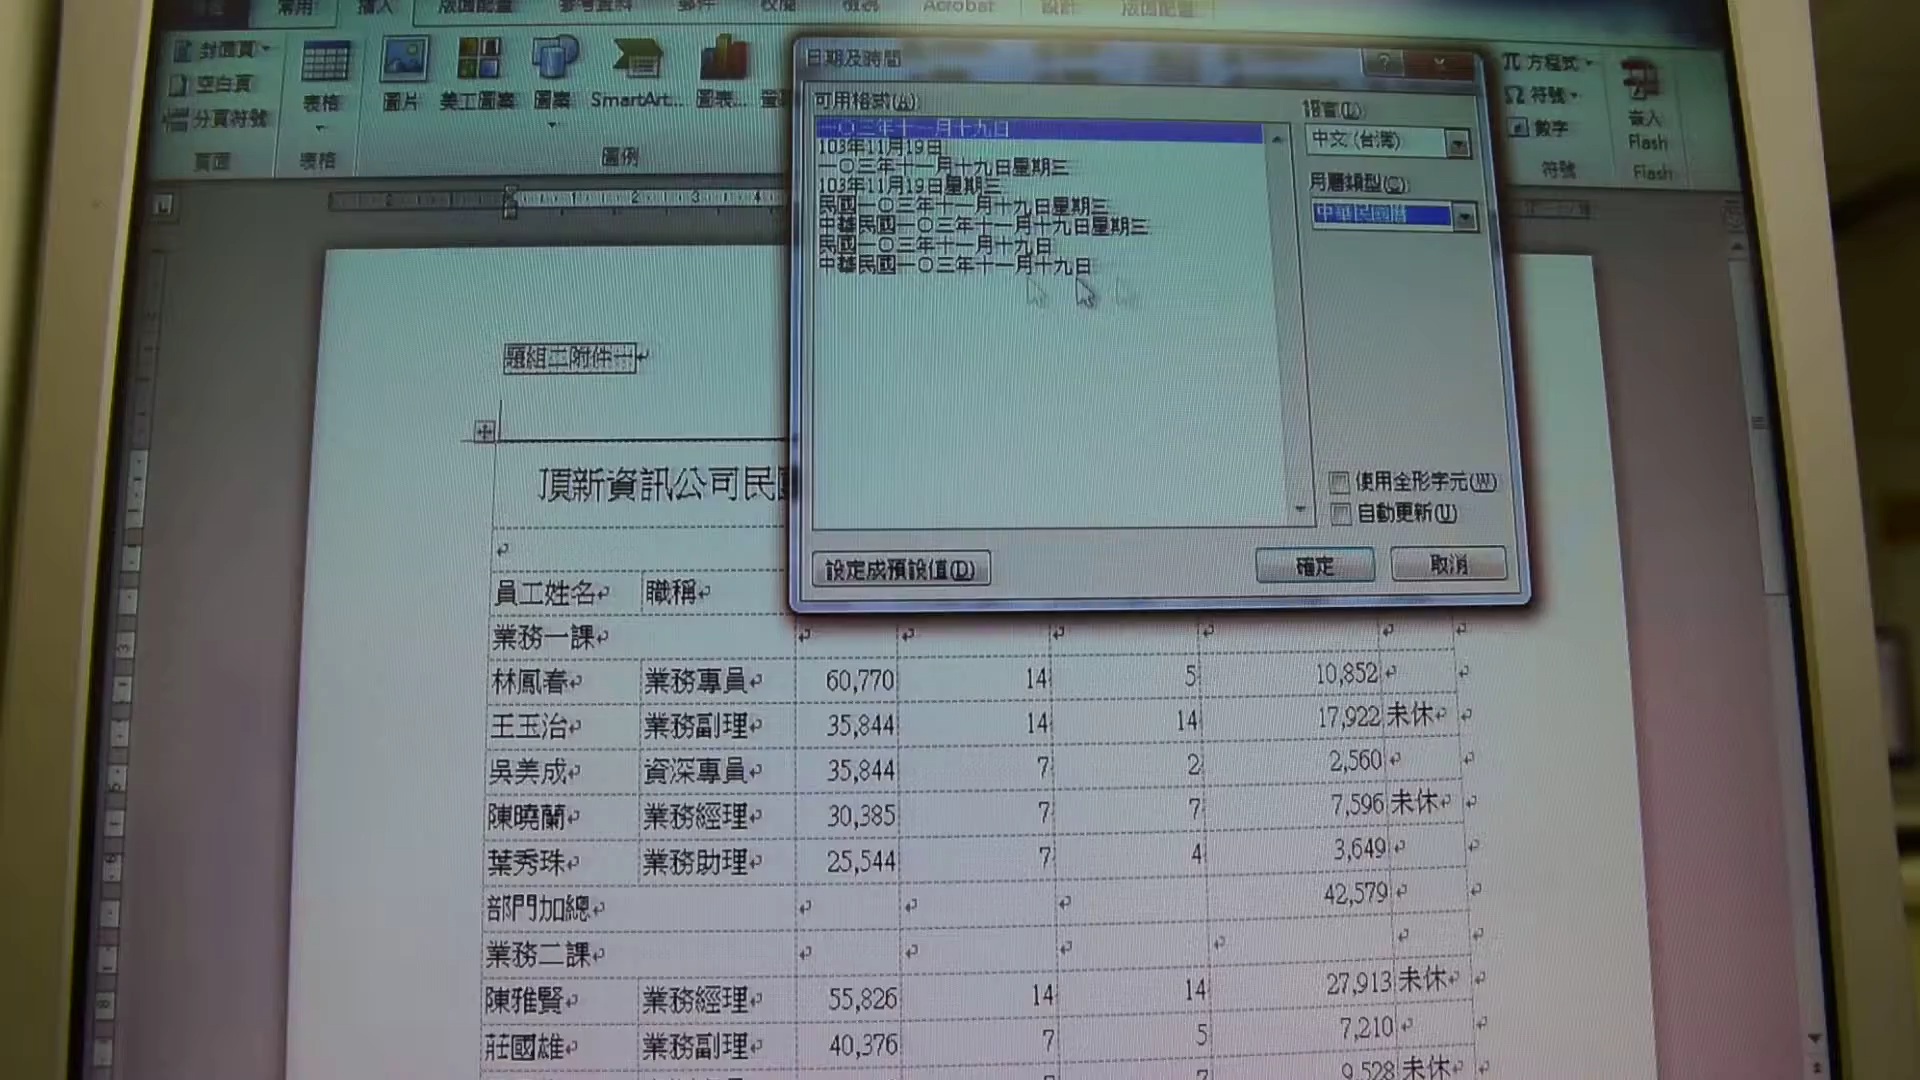 常用 插入 版面配置 參考資料 郵件 校閱 檢視 Acrobat 設計 版面配置
封面頁
空白頁
分頁符號
頁面
表格
表格
圖片 美工圖案 圖案 SmartArt... 圖表...
圖例
π 方程式
Ω 符號
數字
符號
嵌入
Flash
Flash
日期及時間
可用格式(A)
一○三年十一月十九日
103年11月19日
一○三年十一月十九日星期三
103年11月19日星期三
民國一○三年十一月十九日星期三
中華民國一○三年十一月十九日星期三
民國一○三年十一月十九日
中華民國一○三年十一月十九日
語言(L)
中文 (台灣)
月曆類型(C)
中華民國曆
使用全形字元(W)
自動更新(U)
設定成預設值(D)
確定
取消
題組二附件一
頂新資訊公司民
員工姓名 職稱
業務一課
林鳳春 業務專員 60,770 14 5 10,852
王玉治 業務副理 35,844 14 14 17,922 未休
吳美成 資深專員 35,844 7 2 2,560
陳曉蘭 業務經理 30,385 7 7 7,596 未休
葉秀珠 業務助理 25,544 7 4 3,649
部門加總 42,579
業務二課
陳雅賢 業務經理 55,826 14 14 27,913 未休
莊國雄 業務副理 40,376 7 5 7,210
9,528 未休